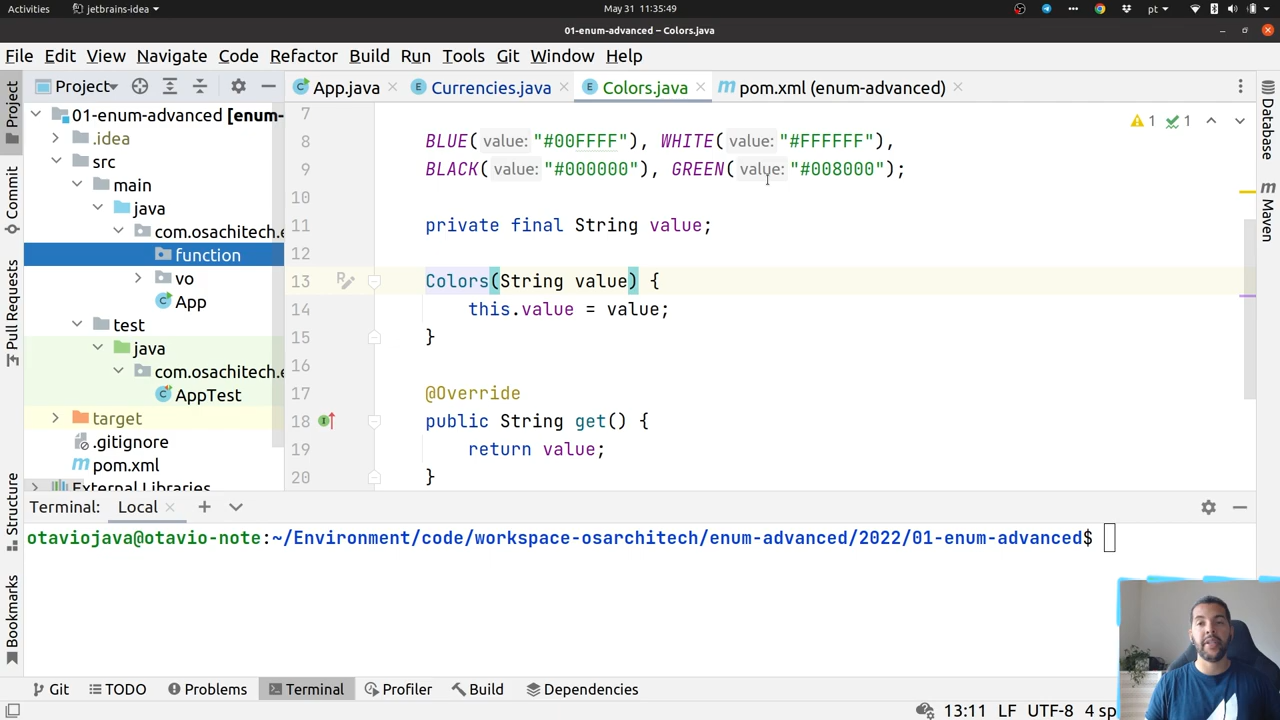 Activities jetbrains-idea May 31 11:35:49 pt
01-enum-advanced – Colors.java
File Edit View Navigate Code Refactor Build Run Tools Git Window Help
Project App.java Currencies.java Colors.java pom.xml (enum-advanced)
01-enum-advanced [enum-
.idea
src
main
java
com.osachitech.e
function
vo
App
test
java
com.osachitech.e
AppTest
target
.gitignore
pom.xml
External Libraries
7
8 BLUE( value: "#00FFFF"), WHITE( value: "#FFFFFF"),
9 BLACK( value: "#000000"), GREEN( value: "#008000");
10
11 private final String value;
12
13 Colors(String value) {
14 this.value = value;
15 }
16
17 @Override
18 public String get() {
19 return value;
20 }
1 1
Project
Commit
Pull Requests
Structure
Bookmarks
Database
Maven
Terminal: Local
otaviojava@otavio-note:~/Environment/code/workspace-osarchitech/enum-advanced/2022/01-enum-advanced$
Git TODO Problems Terminal Profiler Build Dependencies
13:11 LF UTF-8 4 sp